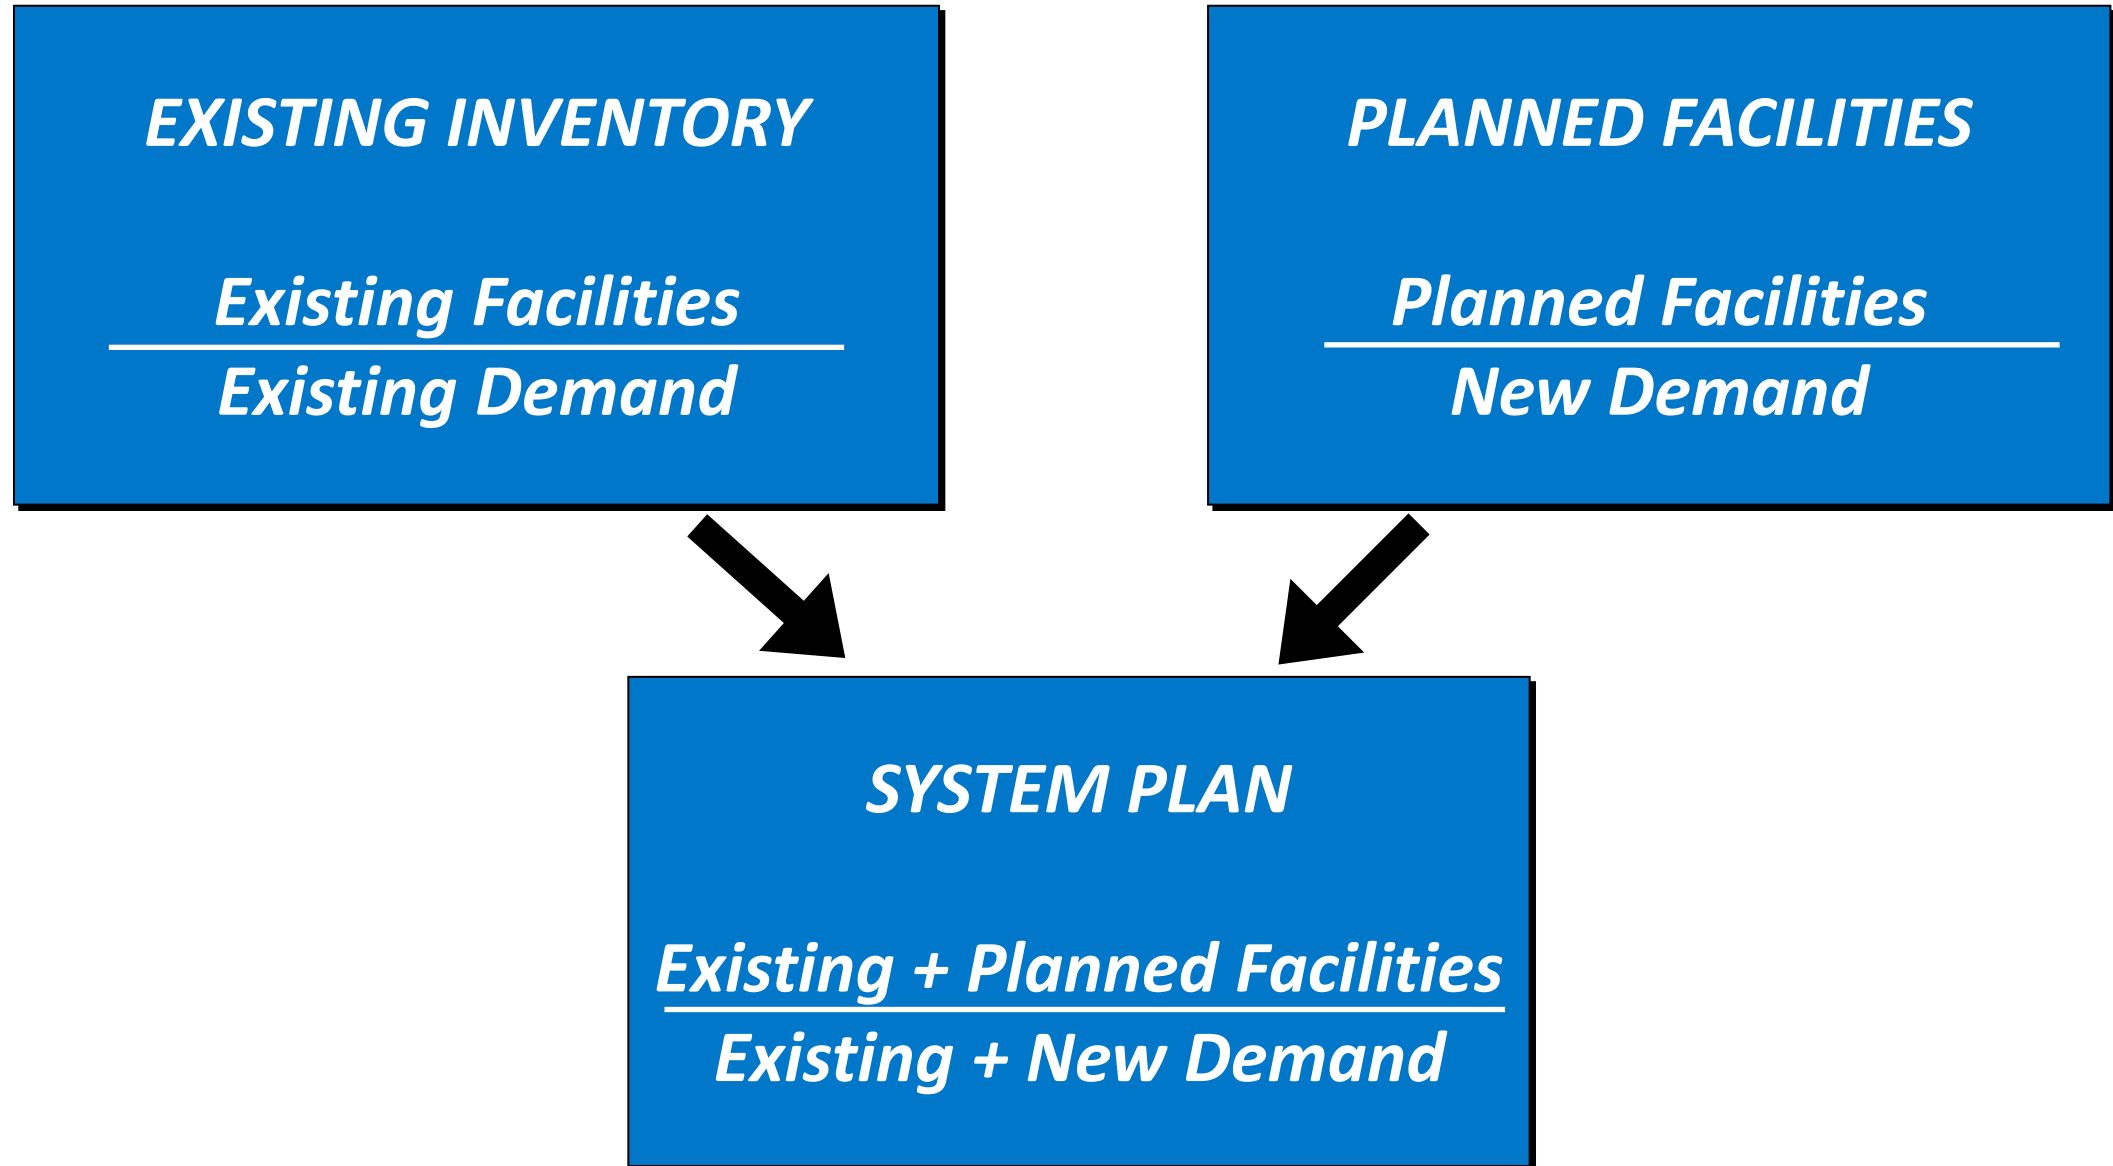 EXISTING INVENTORY
Existing Facilities
Existing Demand
PLANNED FACILITIES
Planned Facilities
New Demand
SYSTEM PLAN
Existing + Planned Facilities
Existing + New Demand